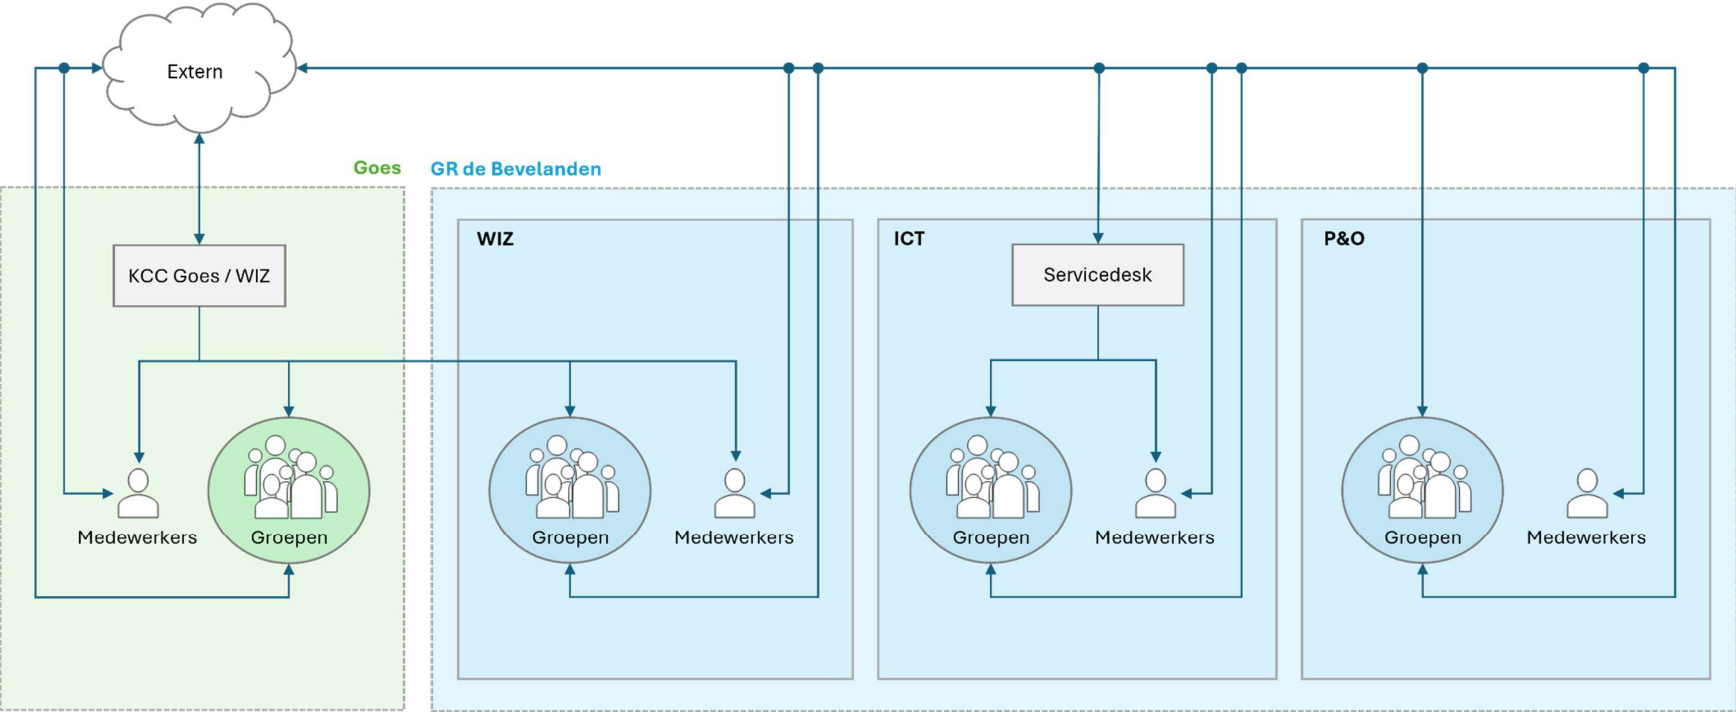 Extern
Goes
GR de Bevelanden
KCC Goes / WIZ
WIZ
ICT
Servicedesk
P&O
Medewerkers
Groepen
Groepen
Medewerkers
Groepen
Medewerkers
Groepen
Medewerkers